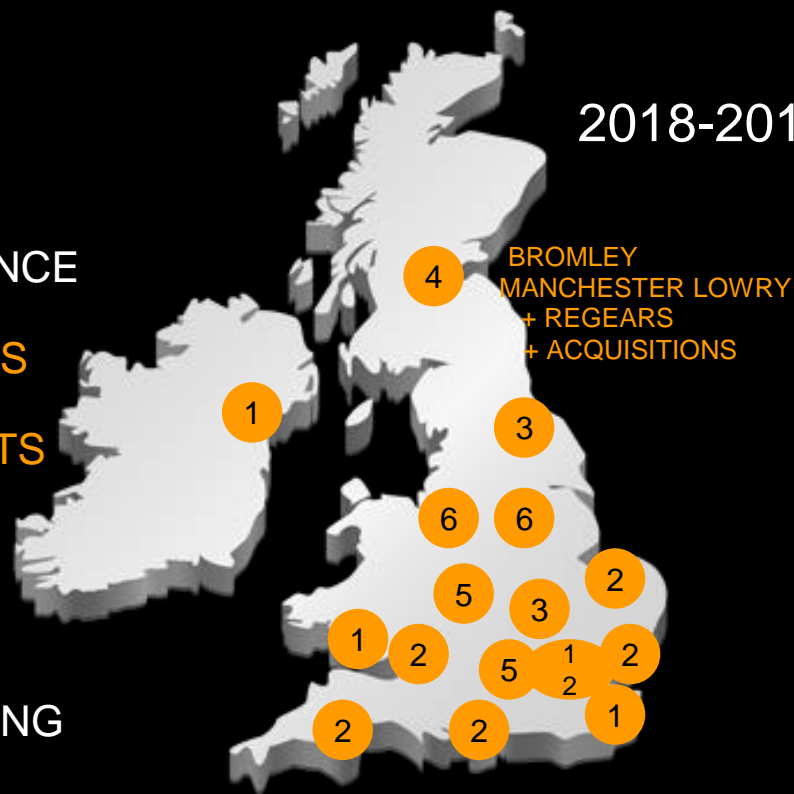 2018-201
NCE
BROMLEY
MANCHESTER LOWRY
+ REGEARS
+ ACQUISITIONS
S
TS
4
1
3
6
6
5
3
2
1
2
5
1
2
2
2
2
1
NG